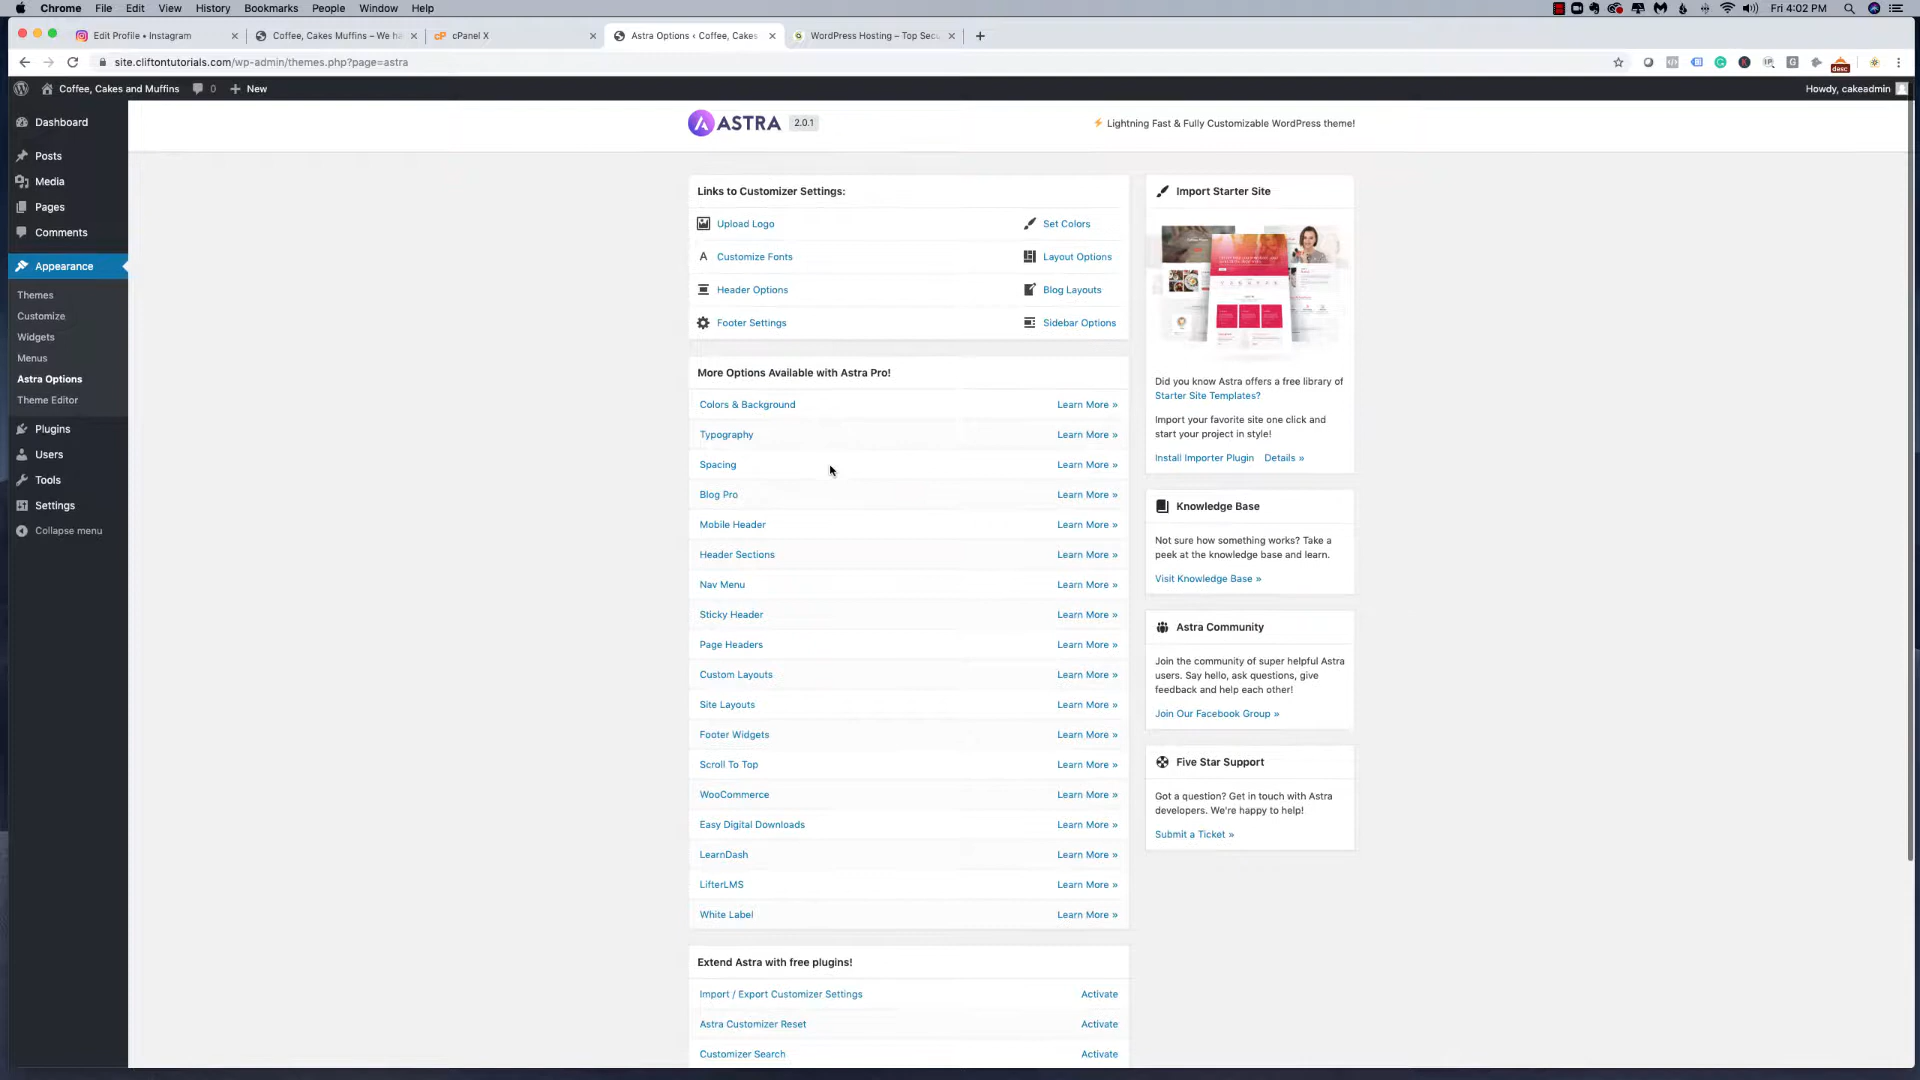 Chrome File Edit View History Bookmarks People Window Help
Fri 4:02 PM
Edit Profile • Instagram
Coffee, Cakes Muffins – We ha
cPanel X
Astra Options ‹ Coffee, Cakes
WordPress Hosting – Top Sec
site.cliftontutorials.com/wp-admin/themes.php?page=astra
Coffee, Cakes and Muffins 0 New
Howdy, cakeadmin
Dashboard
Posts
Media
Pages
Comments
Appearance
Themes
Customize
Widgets
Menus
Astra Options
Theme Editor
Plugins
Users
Tools
Settings
Collapse menu
ASTRA 2.0.1
Lightning Fast & Fully Customizable WordPress theme!
Links to Customizer Settings:
Upload Logo
Set Colors
Customize Fonts
Layout Options
Header Options
Blog Layouts
Footer Settings
Sidebar Options
More Options Available with Astra Pro!
Colors & Background Learn More »
Typography Learn More »
Spacing Learn More »
Blog Pro Learn More »
Mobile Header Learn More »
Header Sections Learn More »
Nav Menu Learn More »
Sticky Header Learn More »
Page Headers Learn More »
Custom Layouts Learn More »
Site Layouts Learn More »
Footer Widgets Learn More »
Scroll To Top Learn More »
WooCommerce Learn More »
Easy Digital Downloads Learn More »
LearnDash Learn More »
LifterLMS Learn More »
White Label Learn More »
Extend Astra with free plugins!
Import / Export Customizer Settings Activate
Astra Customizer Reset Activate
Customizer Search Activate
Import Starter Site
Did you know Astra offers a free library of
Starter Site Templates?
Import your favorite site one click and
start your project in style!
Install Importer Plugin Details »
Knowledge Base
Not sure how something works? Take a
peek at the knowledge base and learn.
Visit Knowledge Base »
Astra Community
Join the community of super helpful Astra
users. Say hello, ask questions, give
feedback and help each other!
Join Our Facebook Group »
Five Star Support
Got a question? Get in touch with Astra
developers. We're happy to help!
Submit a Ticket »